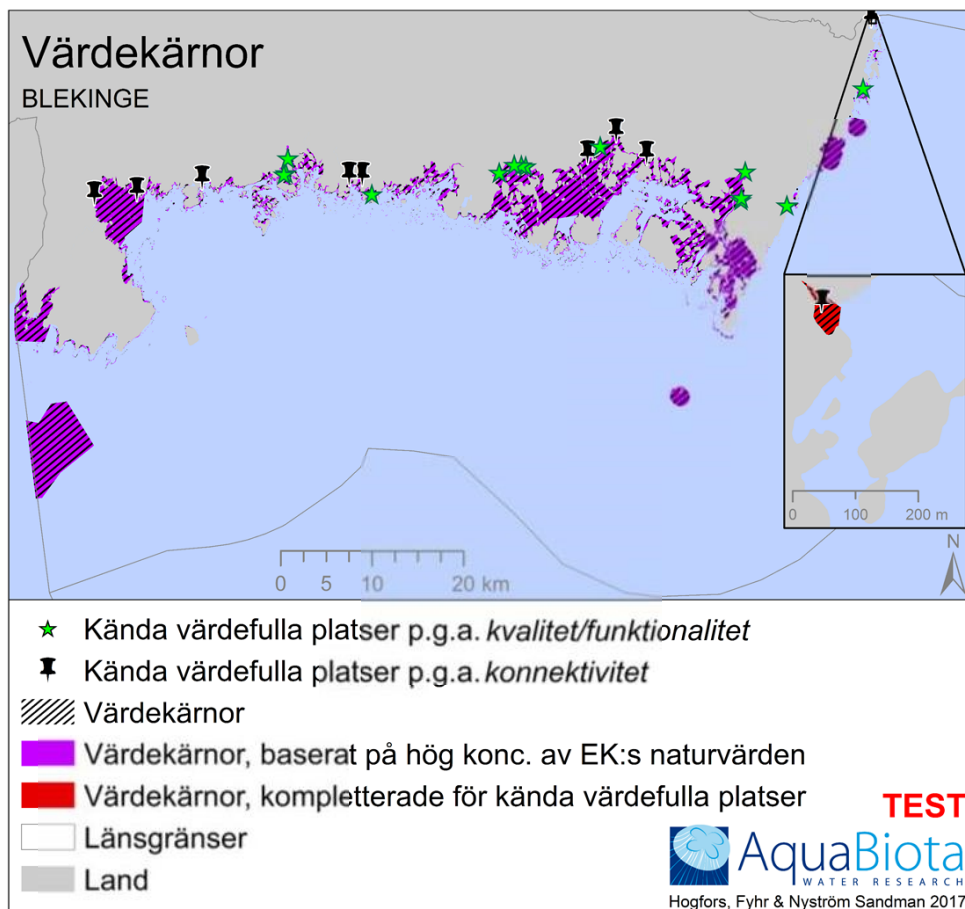 Värdekärnor
BLEKINGE
0 100 200 m
N
0 5 10 20 km
Kända värdefulla platser p.g.a. kvalitet/funktionalitet
Kända värdefulla platser p.g.a. konnektivitet
Värdekärnor
Värdekärnor, baserat på hög konc. av EK:s naturvärden
Värdekärnor, kompletterade för kända värdefulla platser
Länsgränser
Land
TEST
AquaBiota
WATER RESEARCH
Hogfors, Fyhr & Nyström Sandman 2017